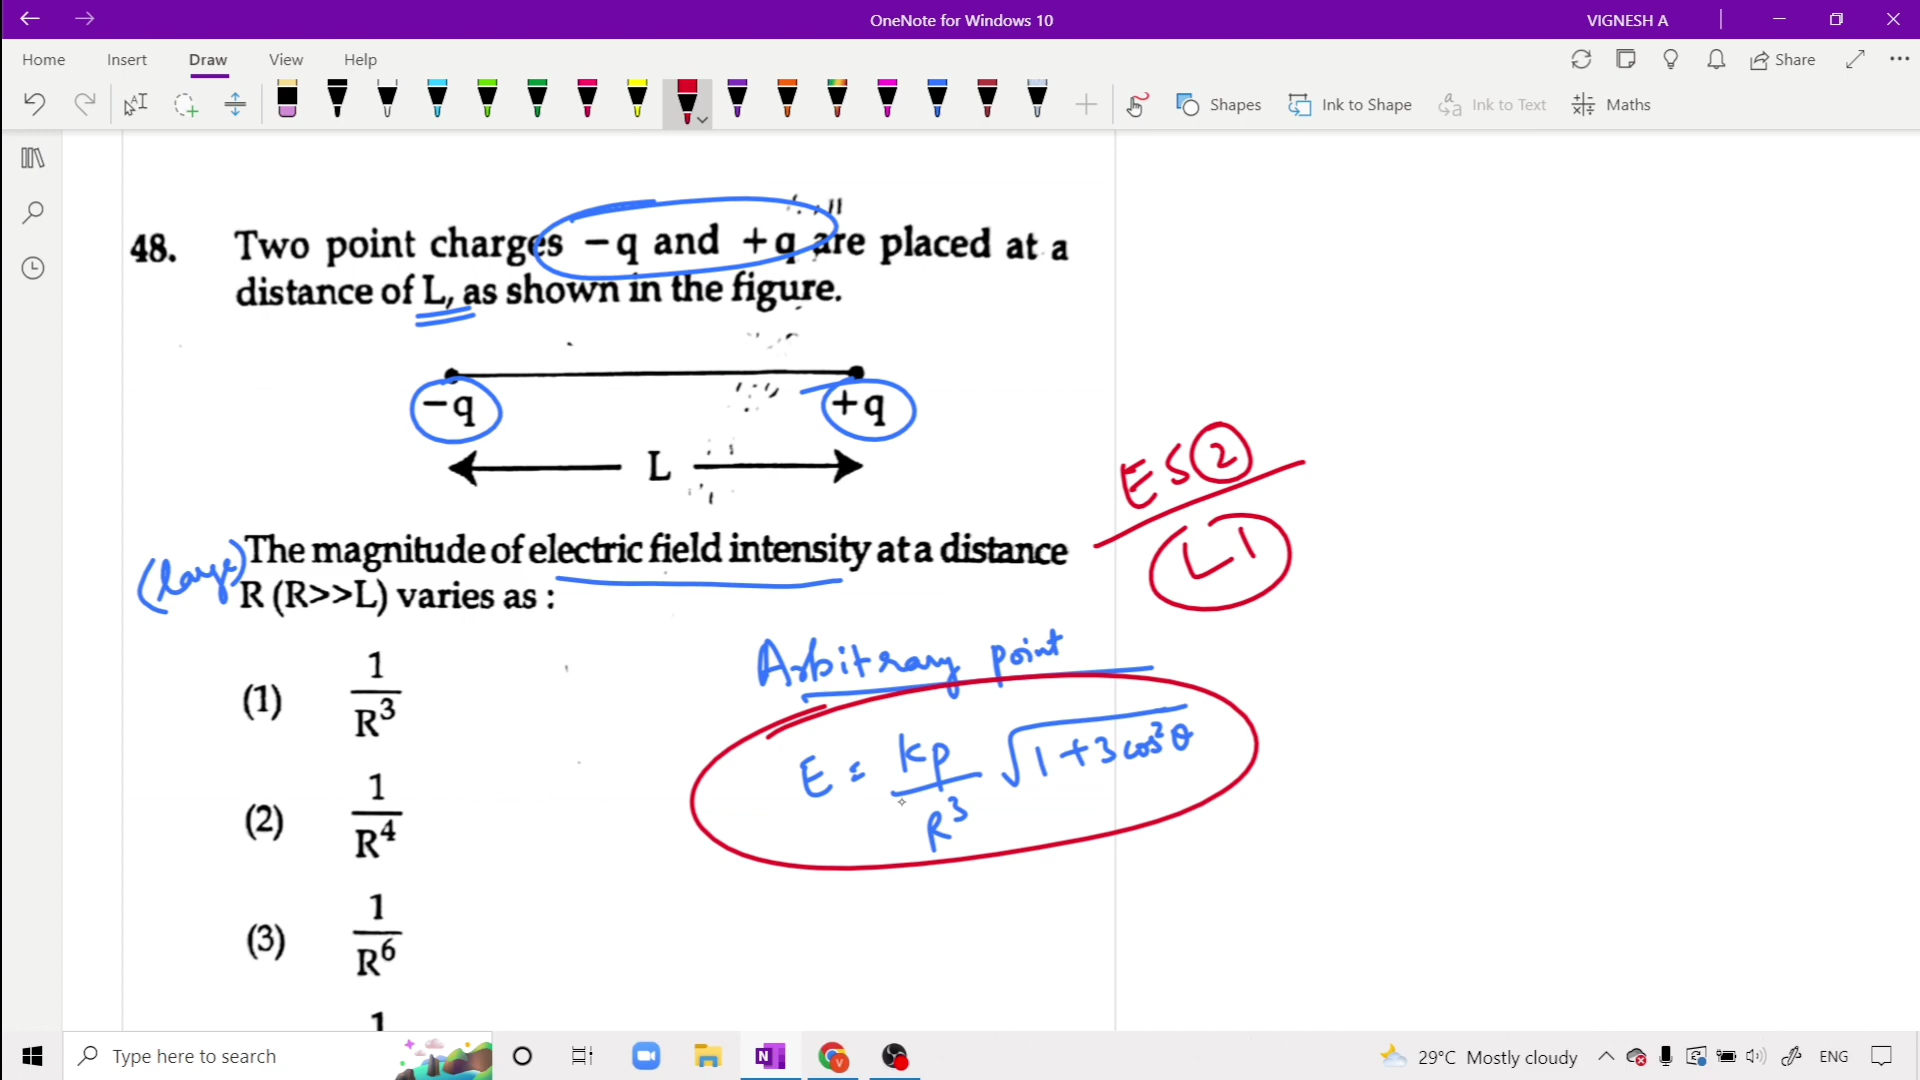 OneNote for Windows 10
VIGNESH A
Home Insert Draw View Help
Share
Shapes Ink to Shape Ink to Text Maths
48. Two point charges −q and +q are placed at a
distance of L, as shown in the figure.
−q +q
L
ES 2
L1
The magnitude of electric field intensity at a distance
(large) R (R>>L) varies as :
(1) 1/R³
(2) 1/R⁴
(3) 1/R⁶
1
Arbitrary point
E = kp/R³ √1+3cos²θ
Type here to search
29°C Mostly cloudy
ENG